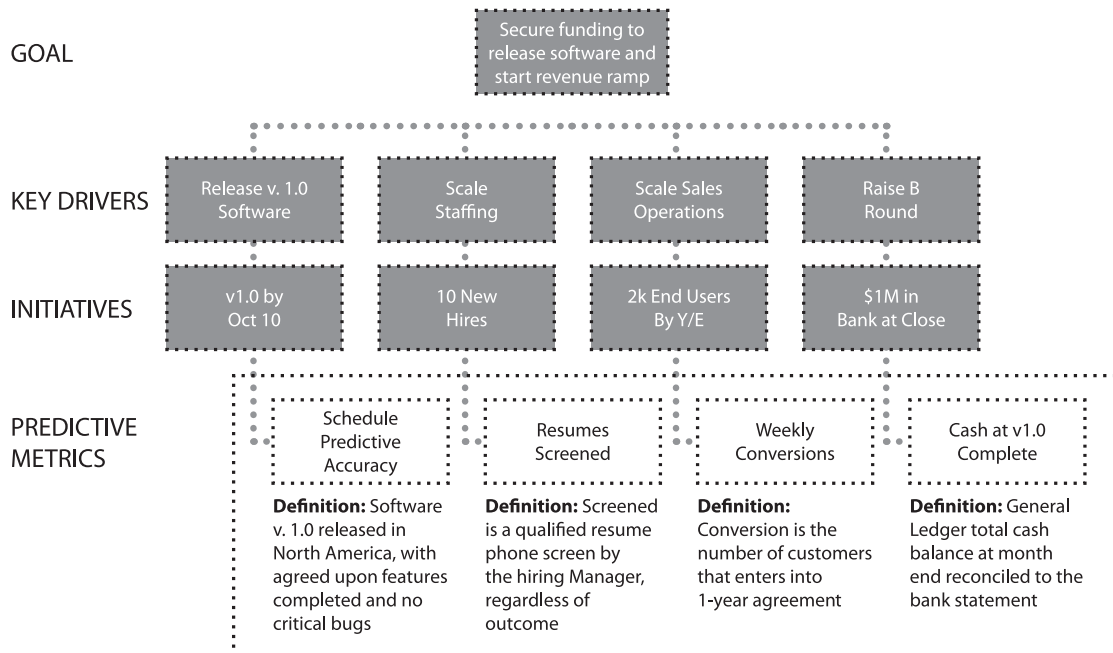 GOAL
Secure funding to
release software and
start revenue ramp
KEY DRIVERS
Release v. 1.0
Software
Scale
Staffing
Scale Sales
Operations
Raise B
Round
INITIATIVES
v1.0 by
Oct 10
10 New
Hires
2k End Users
By Y/E
$1M in
Bank at Close
PREDICTIVE
METRICS
Schedule
Predictive
Accuracy
Resumes
Screened
Weekly
Conversions
Cash at v1.0
Complete
Definition: Software
v. 1.0 released in
North America, with
agreed upon features
completed and no
critical bugs
Definition: Screened
is a qualified resume
phone screen by
the hiring Manager,
regardless of
outcome
Definition:
Conversion is the
number of customers
that enters into
1-year agreement
Definition: General
Ledger total cash
balance at month
end reconciled to the
bank statement